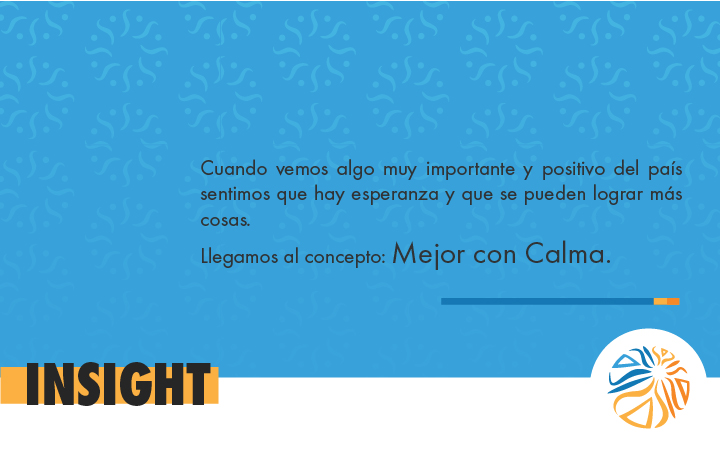 Cuando vemos algo muy importante y positivo del país
sentimos que hay esperanza y que se pueden lograr más
cosas.
Llegamos al concepto: Mejor con Calma.
INSIGHT